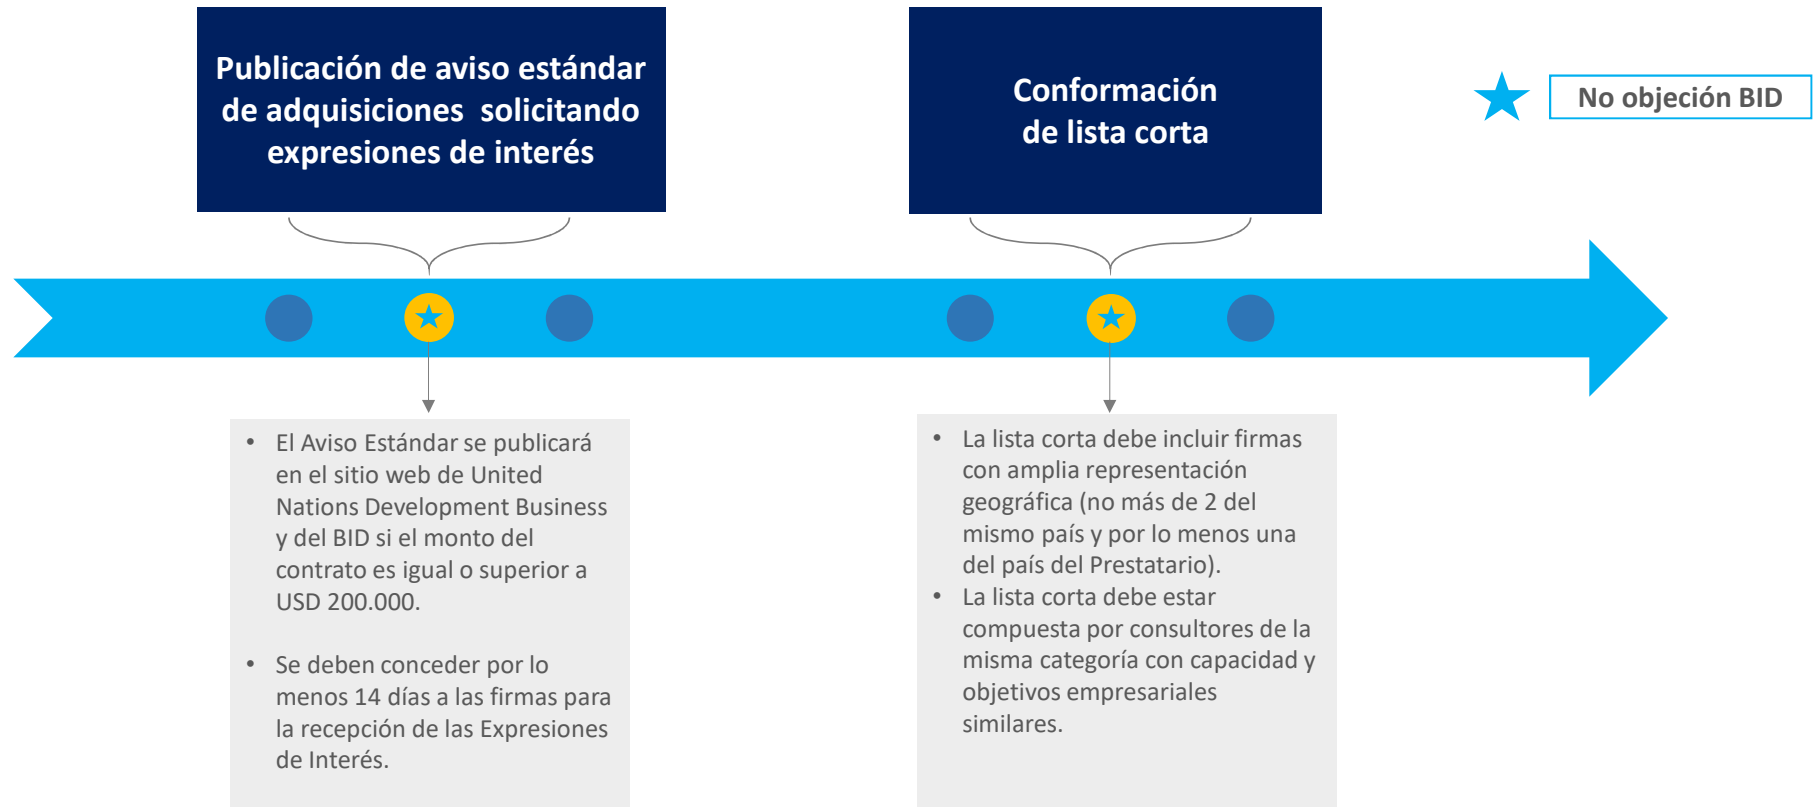 Publicación de aviso estándar
de adquisiciones solicitando
expresiones de interés
Conformación
de lista corta
No objeción BID
• El Aviso Estándar se publicará
en el sitio web de United
Nations Development Business
y del BID si el monto del
contrato es igual o superior a
USD 200.000.
• Se deben conceder por lo
menos 14 días a las firmas para
la recepción de las Expresiones
de Interés.
• La lista corta debe incluir firmas
con amplia representación
geográfica (no más de 2 del
mismo país y por lo menos una
del país del Prestatario).
• La lista corta debe estar
compuesta por consultores de la
misma categoría con capacidad y
objetivos empresariales
similares.